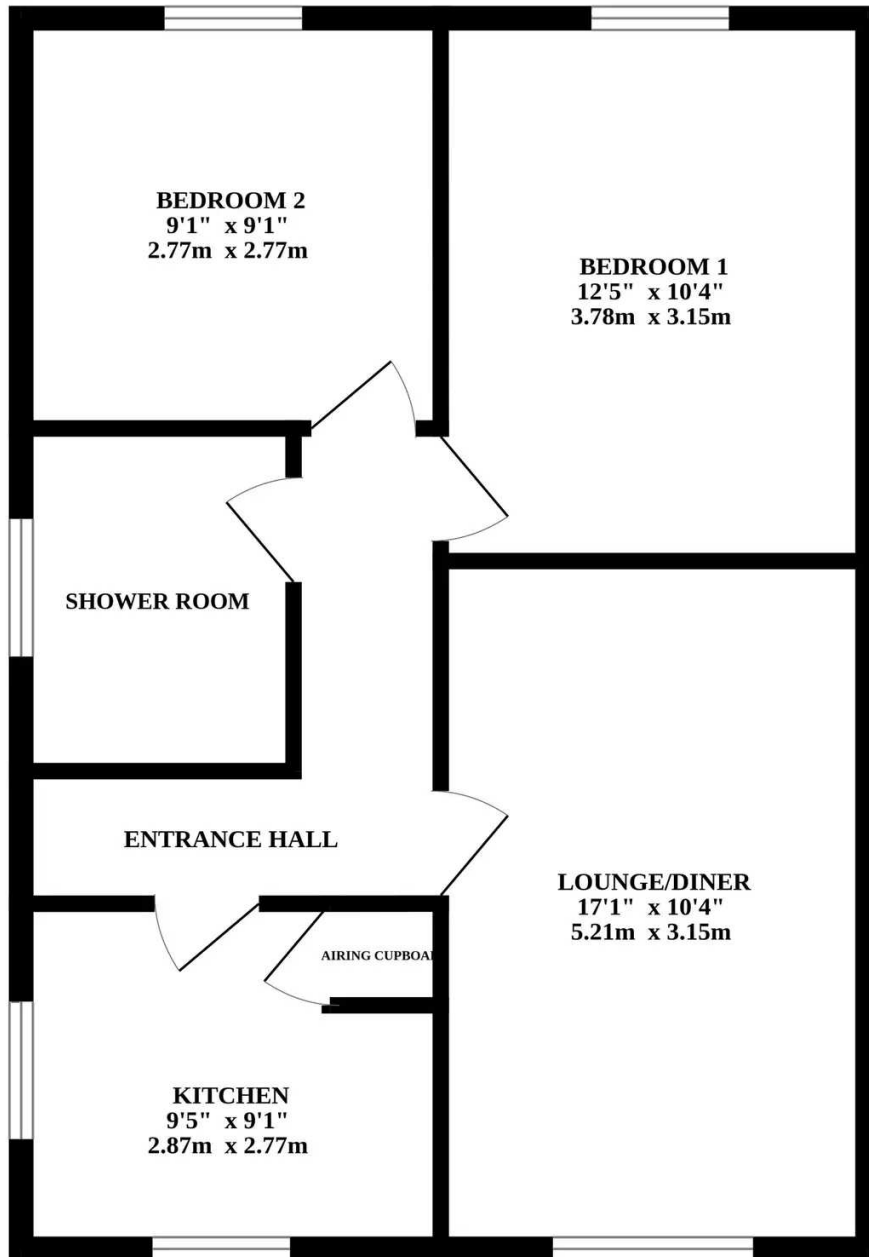 BEDROOM 2
9'1" x 9'1"
2.77m x 2.77m
BEDROOM 1
12'5" x 10'4"
3.78m x 3.15m
SHOWER ROOM
ENTRANCE HALL
LOUNGE/DINER
17'1" x 10'4"
5.21m x 3.15m
AIRING
KITCHEN
9'5" x 9'1"
2.87m x 2.77m